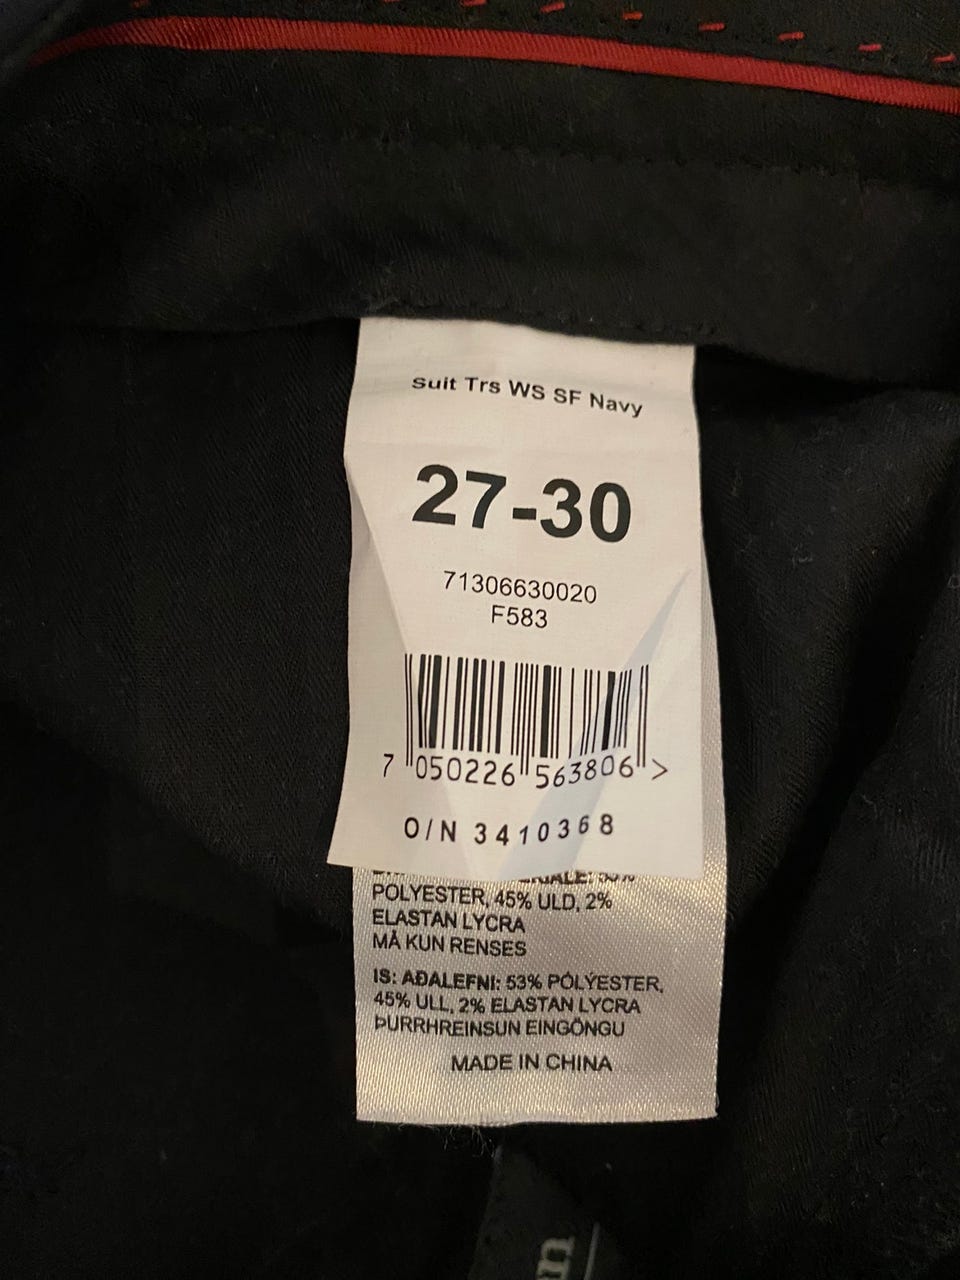 suit Trs WS SF Navy
27-30
71306630020
F583
7 050226 563806 >
O/N 3410368
POLYESTER, 45% ULD, 2%
ELASTAN LYCRA
MÅ KUN RENSES
IS: AÐALEFNI: 53% PÓLÝESTER,
45% ULL, 2% ELASTAN LYCRA
ÞURRHREINSUN EINGÖNGU
MADE IN CHINA